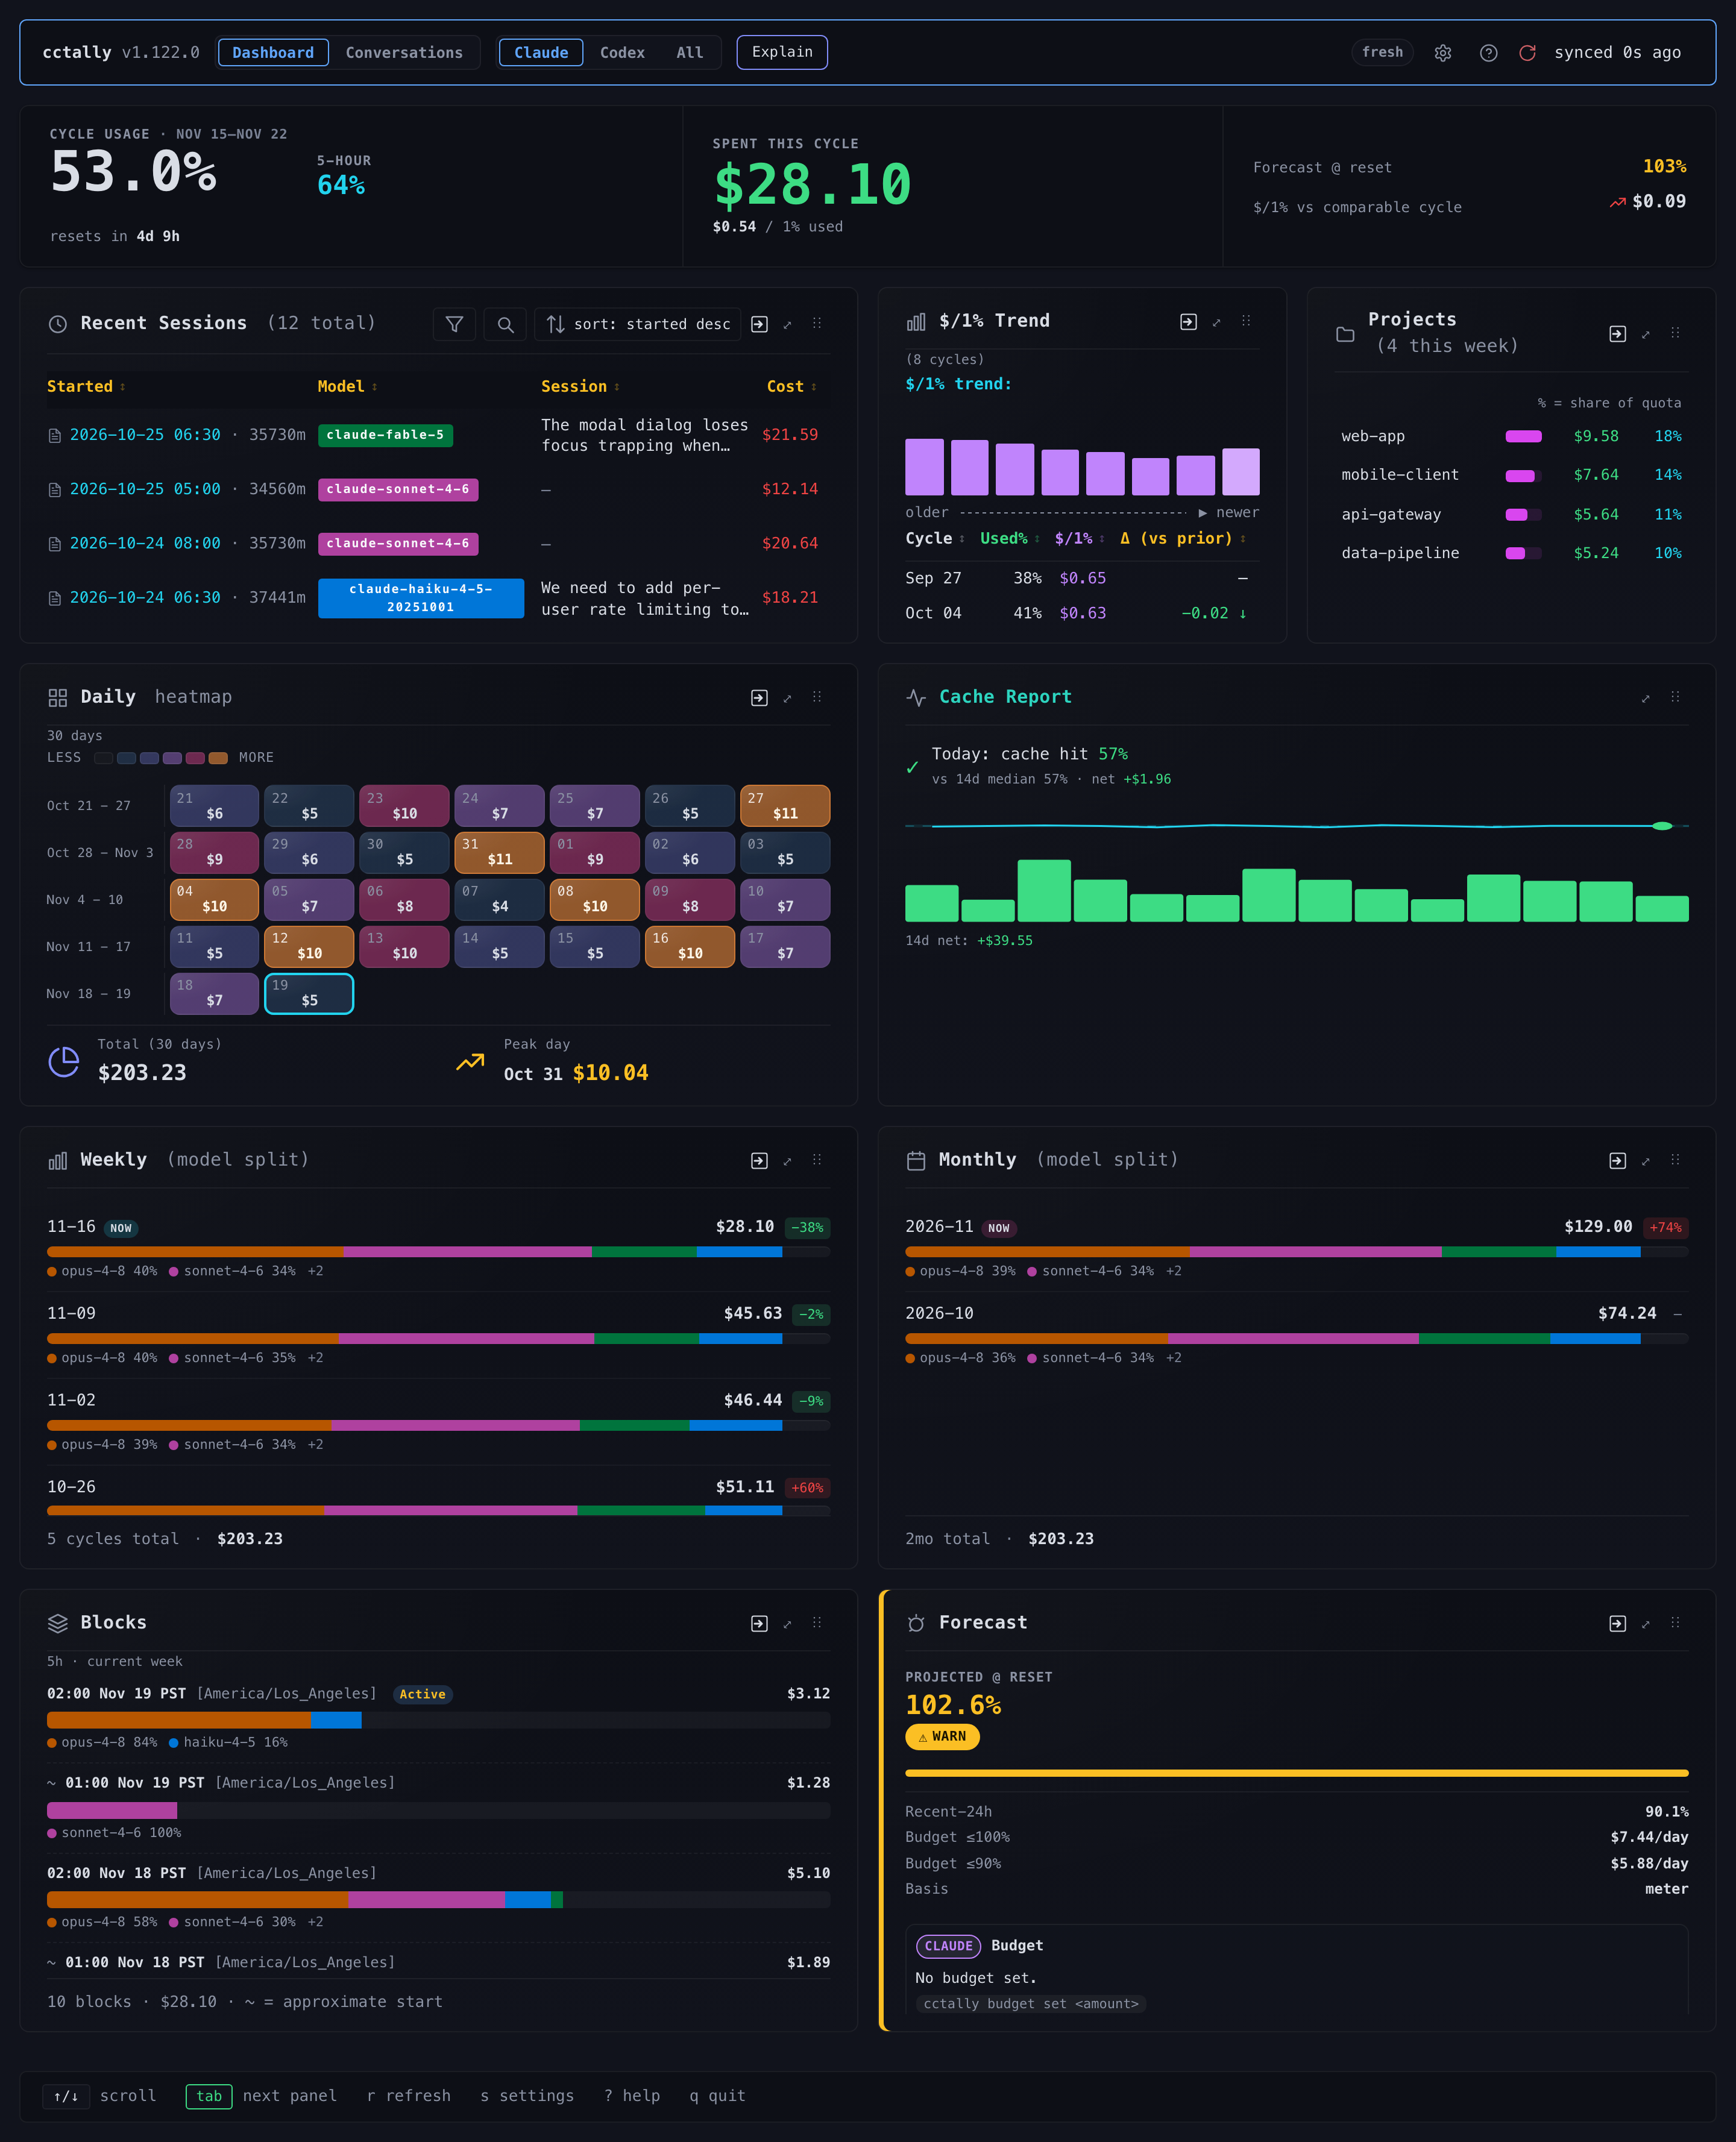 cctally v1.122.0 Dashboard Conversations Claude Codex All Explain fresh synced 0s ago
CYCLE USAGE · NOV 15–NOV 22
53.0%
5-HOUR
64%
resets in 4d 9h
SPENT THIS CYCLE
$28.10
$0.54 / 1% used
Forecast @ reset 103%
$/1% vs comparable cycle $0.09
Recent Sessions (12 total) sort: started desc
Started Model Session Cost
2026-10-25 06:30 · 35730m claude-fable-5 The modal dialog loses focus trapping when… $21.59
2026-10-25 05:00 · 34560m claude-sonnet-4-6 — $12.14
2026-10-24 08:00 · 35730m claude-sonnet-4-6 — $20.64
2026-10-24 06:30 · 37441m claude-haiku-4-5-20251001 We need to add per-user rate limiting to… $18.21
$/1% Trend
(8 cycles)
$/1% trend:
older ▶ newer
Cycle Used% $/1% Δ (vs prior)
Sep 27 38% $0.65 —
Oct 04 41% $0.63 −0.02 ↓
Projects
(4 this week)
% = share of quota
web-app $9.58 18%
mobile-client $7.64 14%
api-gateway $5.64 11%
data-pipeline $5.24 10%
Daily heatmap
30 days
LESS MORE
Oct 21 – 27 21 $6 22 $5 23 $10 24 $7 25 $7 26 $5 27 $11
Oct 28 – Nov 3 28 $9 29 $6 30 $5 31 $11 01 $9 02 $6 03 $5
Nov 4 – 10 04 $10 05 $7 06 $8 07 $4 08 $10 09 $8 10 $7
Nov 11 – 17 11 $5 12 $10 13 $10 14 $5 15 $5 16 $10 17 $7
Nov 18 – 19 18 $7 19 $5
Total (30 days)
$203.23
Peak day
Oct 31 $10.04
Cache Report
✓ Today: cache hit 57%
vs 14d median 57% · net +$1.96
14d net: +$39.55
Weekly (model split)
11-16 NOW $28.10 −38%
opus-4-8 40% sonnet-4-6 34% +2
11-09 $45.63 −2%
opus-4-8 40% sonnet-4-6 35% +2
11-02 $46.44 −9%
opus-4-8 39% sonnet-4-6 34% +2
10-26 $51.11 +60%
5 cycles total · $203.23
Monthly (model split)
2026-11 NOW $129.00 +74%
opus-4-8 39% sonnet-4-6 34% +2
2026-10 $74.24 —
opus-4-8 36% sonnet-4-6 34% +2
2mo total · $203.23
Blocks
5h · current week
02:00 Nov 19 PST [America/Los_Angeles] Active $3.12
opus-4-8 84% haiku-4-5 16%
~ 01:00 Nov 19 PST [America/Los_Angeles] $1.28
sonnet-4-6 100%
02:00 Nov 18 PST [America/Los_Angeles] $5.10
opus-4-8 58% sonnet-4-6 30% +2
~ 01:00 Nov 18 PST [America/Los_Angeles] $1.89
10 blocks · $28.10 · ~ = approximate start
Forecast
PROJECTED @ RESET
102.6%
⚠ WARN
Recent-24h 90.1%
Budget ≤100% $7.44/day
Budget ≤90% $5.88/day
Basis meter
CLAUDE Budget
No budget set.
cctally budget set <amount>
↑/↓ scroll tab next panel r refresh s settings ? help q quit